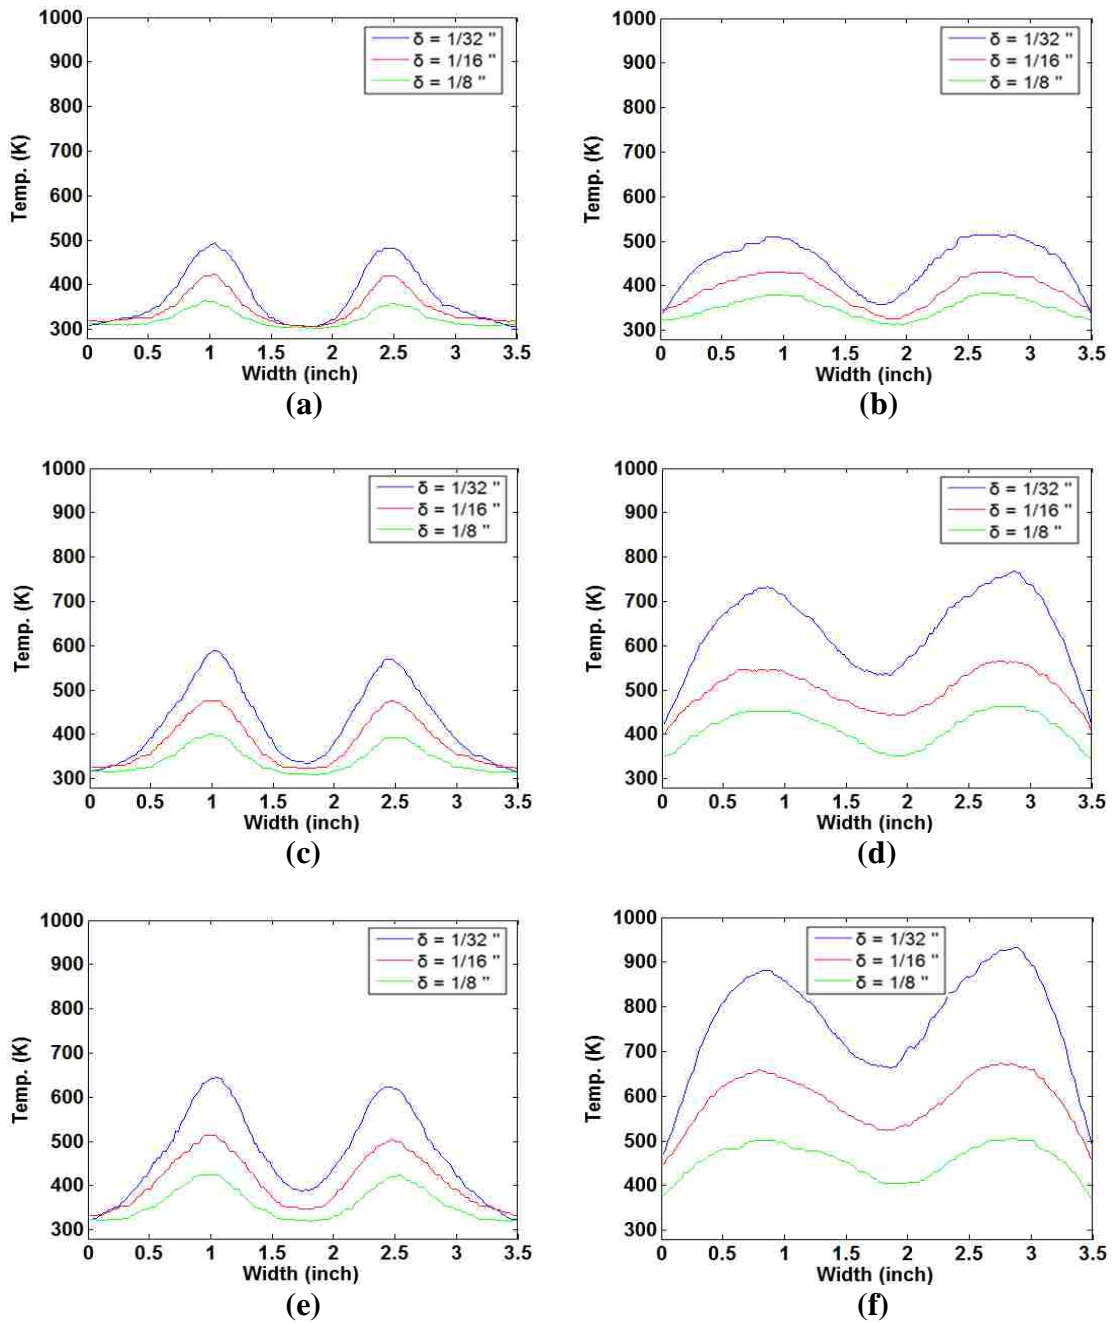 1000
900
800
700
600
500
400
300
Temp. (K)
δ = 1/32 "
δ = 1/16 "
δ = 1/8 "
0 0.5 1 1.5 2 2.5 3 3.5
Width (inch)
(a)
1000
900
800
700
600
500
400
300
Temp. (K)
δ = 1/32 "
δ = 1/16 "
δ = 1/8 "
0 0.5 1 1.5 2 2.5 3 3.5
Width (inch)
(b)
1000
900
800
700
600
500
400
300
Temp. (K)
δ = 1/32 "
δ = 1/16 "
δ = 1/8 "
0 0.5 1 1.5 2 2.5 3 3.5
Width (inch)
(c)
1000
900
800
700
600
500
400
300
Temp. (K)
δ = 1/32 "
δ = 1/16 "
δ = 1/8 "
0 0.5 1 1.5 2 2.5 3 3.5
Width (inch)
(d)
1000
900
800
700
600
500
400
300
Temp. (K)
δ = 1/32 "
δ = 1/16 "
δ = 1/8 "
0 0.5 1 1.5 2 2.5 3 3.5
Width (inch)
(e)
1000
900
800
700
600
500
400
300
Temp. (K)
δ = 1/32 "
δ = 1/16 "
δ = 1/8 "
0 0.5 1 1.5 2 2.5 3 3.5
Width (inch)
(f)